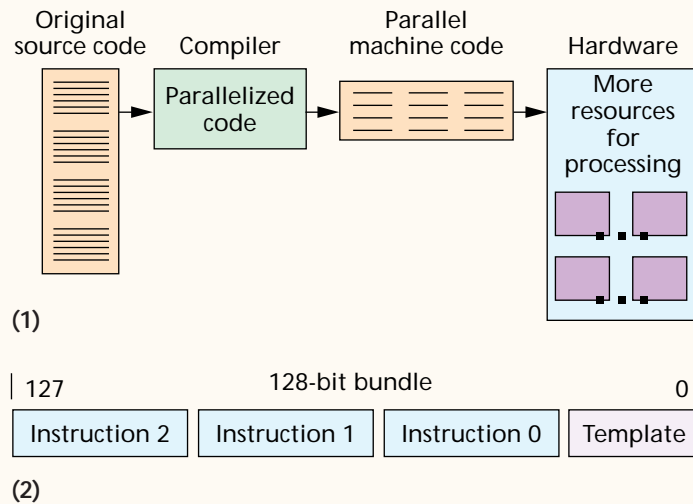 Original
source code
Compiler
Parallel
machine code
Hardware
Parallelized
code
More
resources
for
processing
(1)
127
128-bit bundle
0
Instruction 2
Instruction 1
Instruction 0
Template
(2)